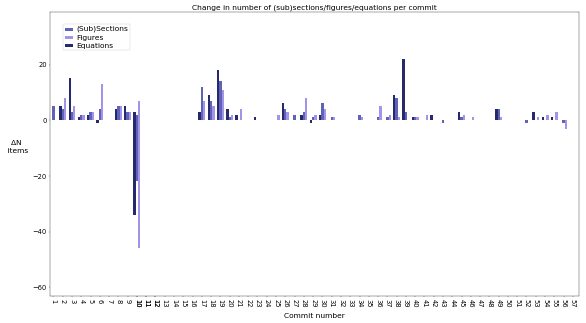 Change in number of (sub)sections/figures/equations per commit
(Sub)Sections
Figures
Equations
20
0
−20
−40
−60
ΔN
items
1 2 3 4 5 6 7 8 9 10 11 12 13 14 15 16 17 18 19 20 21 22 23 24 25 26 27 28 29 30 31 32 33 34 35 36 37 38 39 40 41 42 43 44 45 46 47 48 49 50 51 52 53 54 55 56 57
Commit number